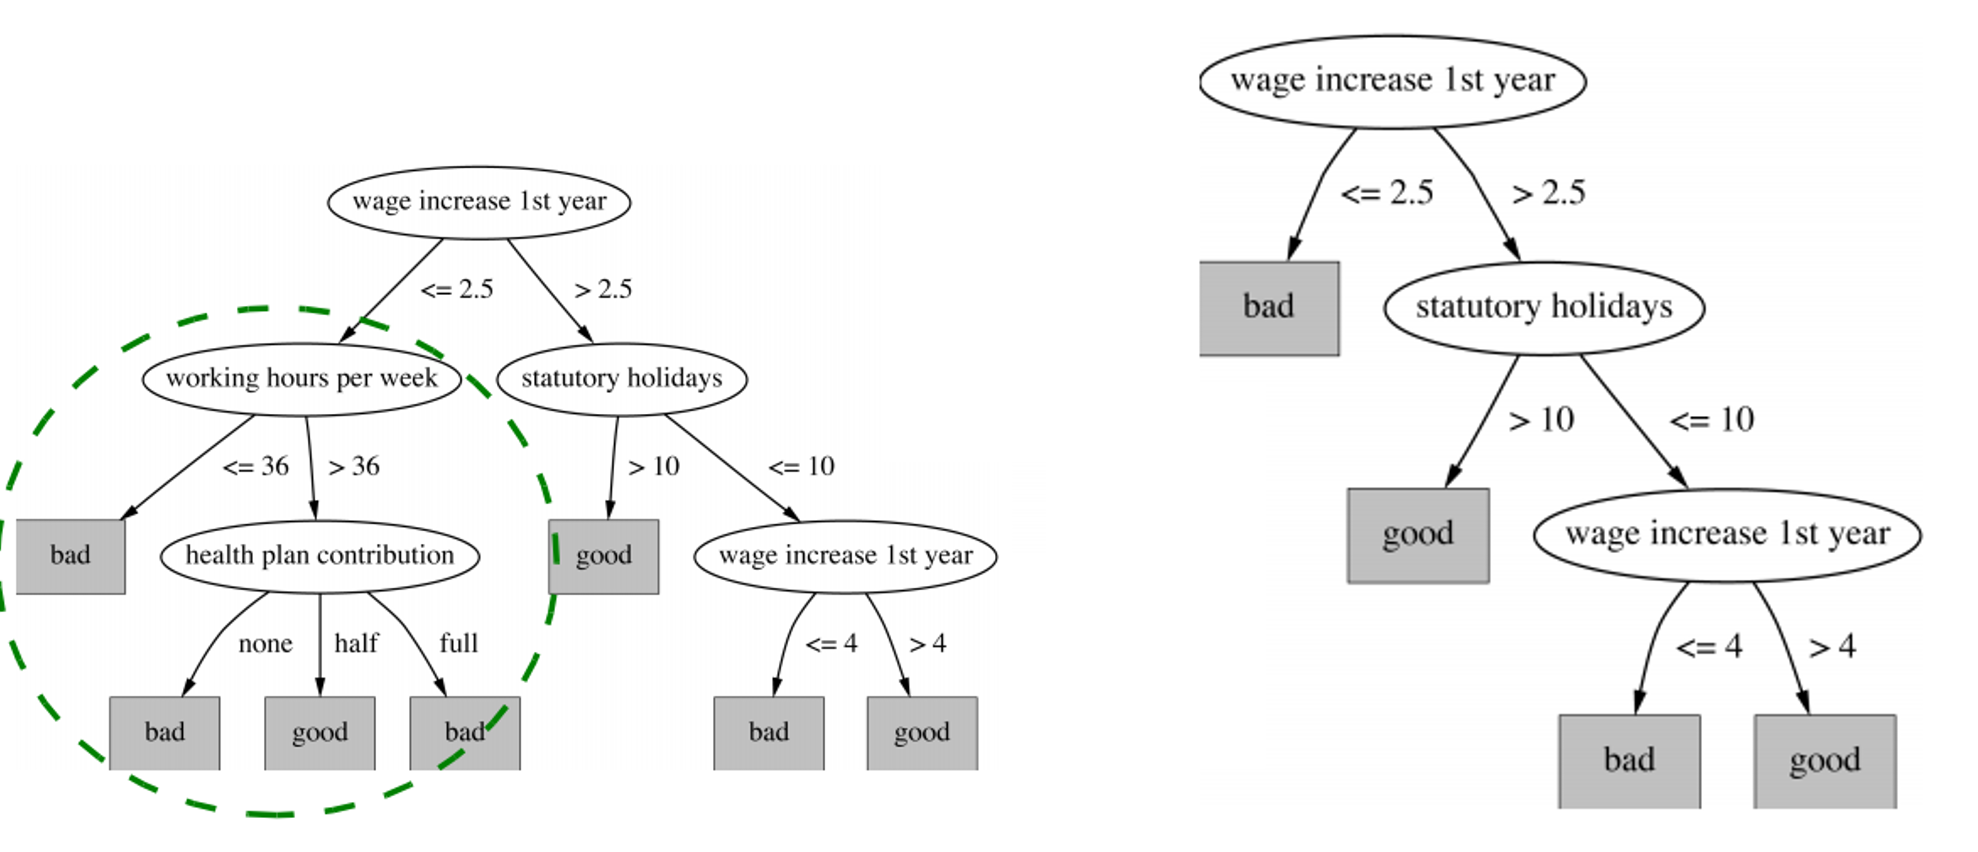 wage increase 1st year
<= 2.5
> 2.5
working hours per week
statutory holidays
<= 36
> 36
> 10
<= 10
bad
health plan contribution
good
wage increase 1st year
none
half
full
<= 4
> 4
bad
good
bad
bad
good
wage increase 1st year
<= 2.5
> 2.5
bad
statutory holidays
> 10
<= 10
good
wage increase 1st year
<= 4
> 4
bad
good